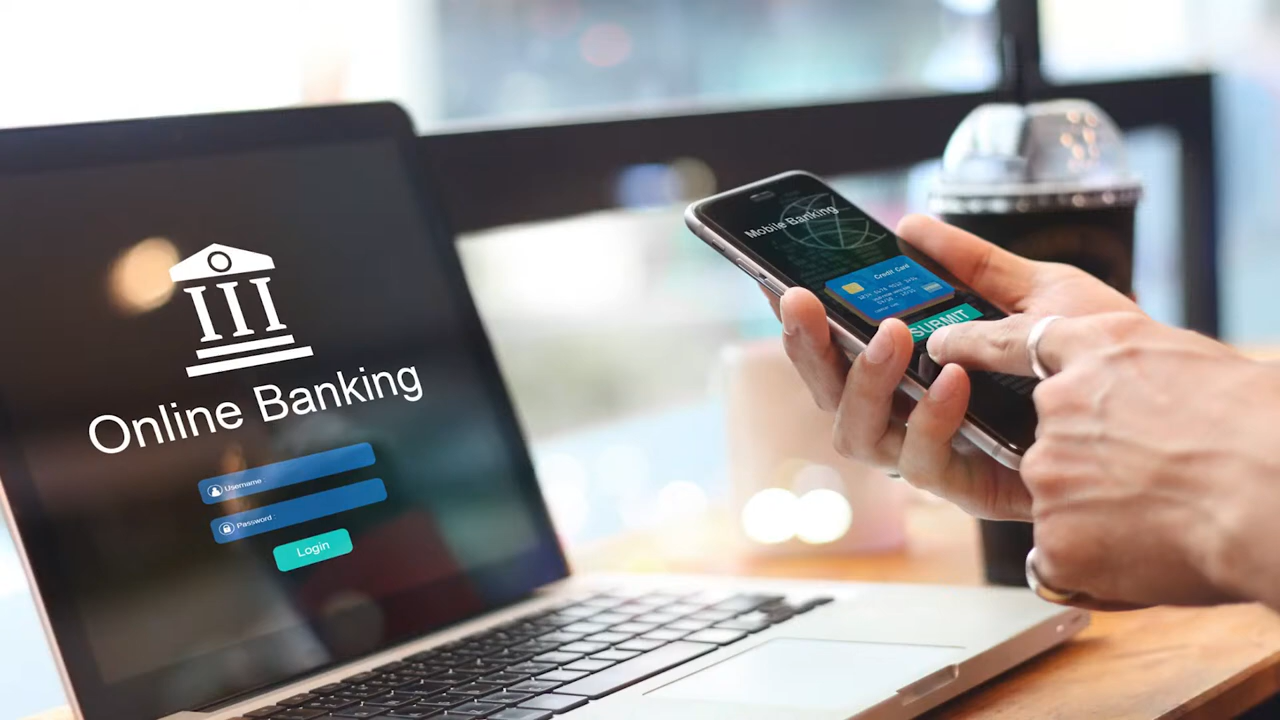 Online Banking
Username :
Password :
Login
Mobile Banking
Credit Card
SUBMIT